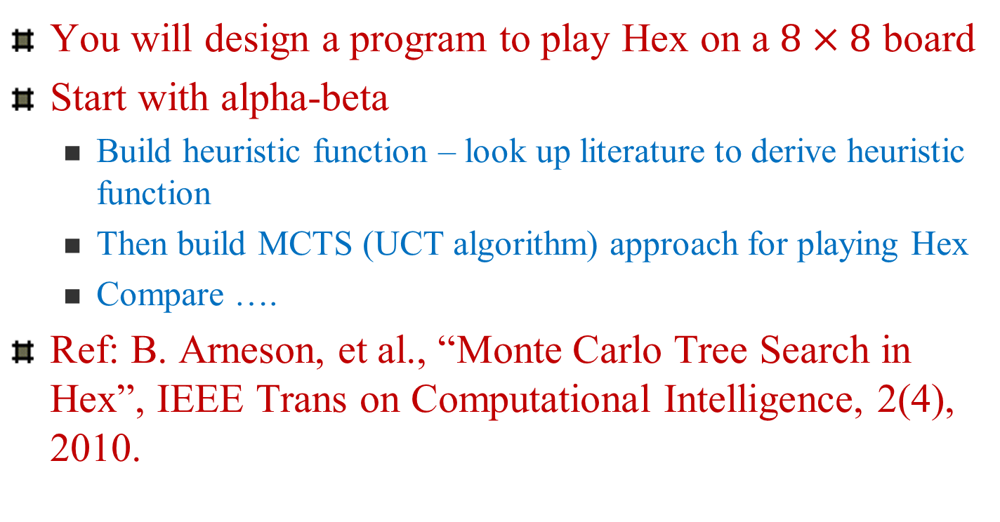 You will design a program to play Hex on a 8 × 8 board
Start with alpha-beta
Build heuristic function – look up literature to derive heuristic
function
Then build MCTS (UCT algorithm) approach for playing Hex
Compare ….
Ref: B. Arneson, et al., “Monte Carlo Tree Search in
Hex”, IEEE Trans on Computational Intelligence, 2(4),
2010.